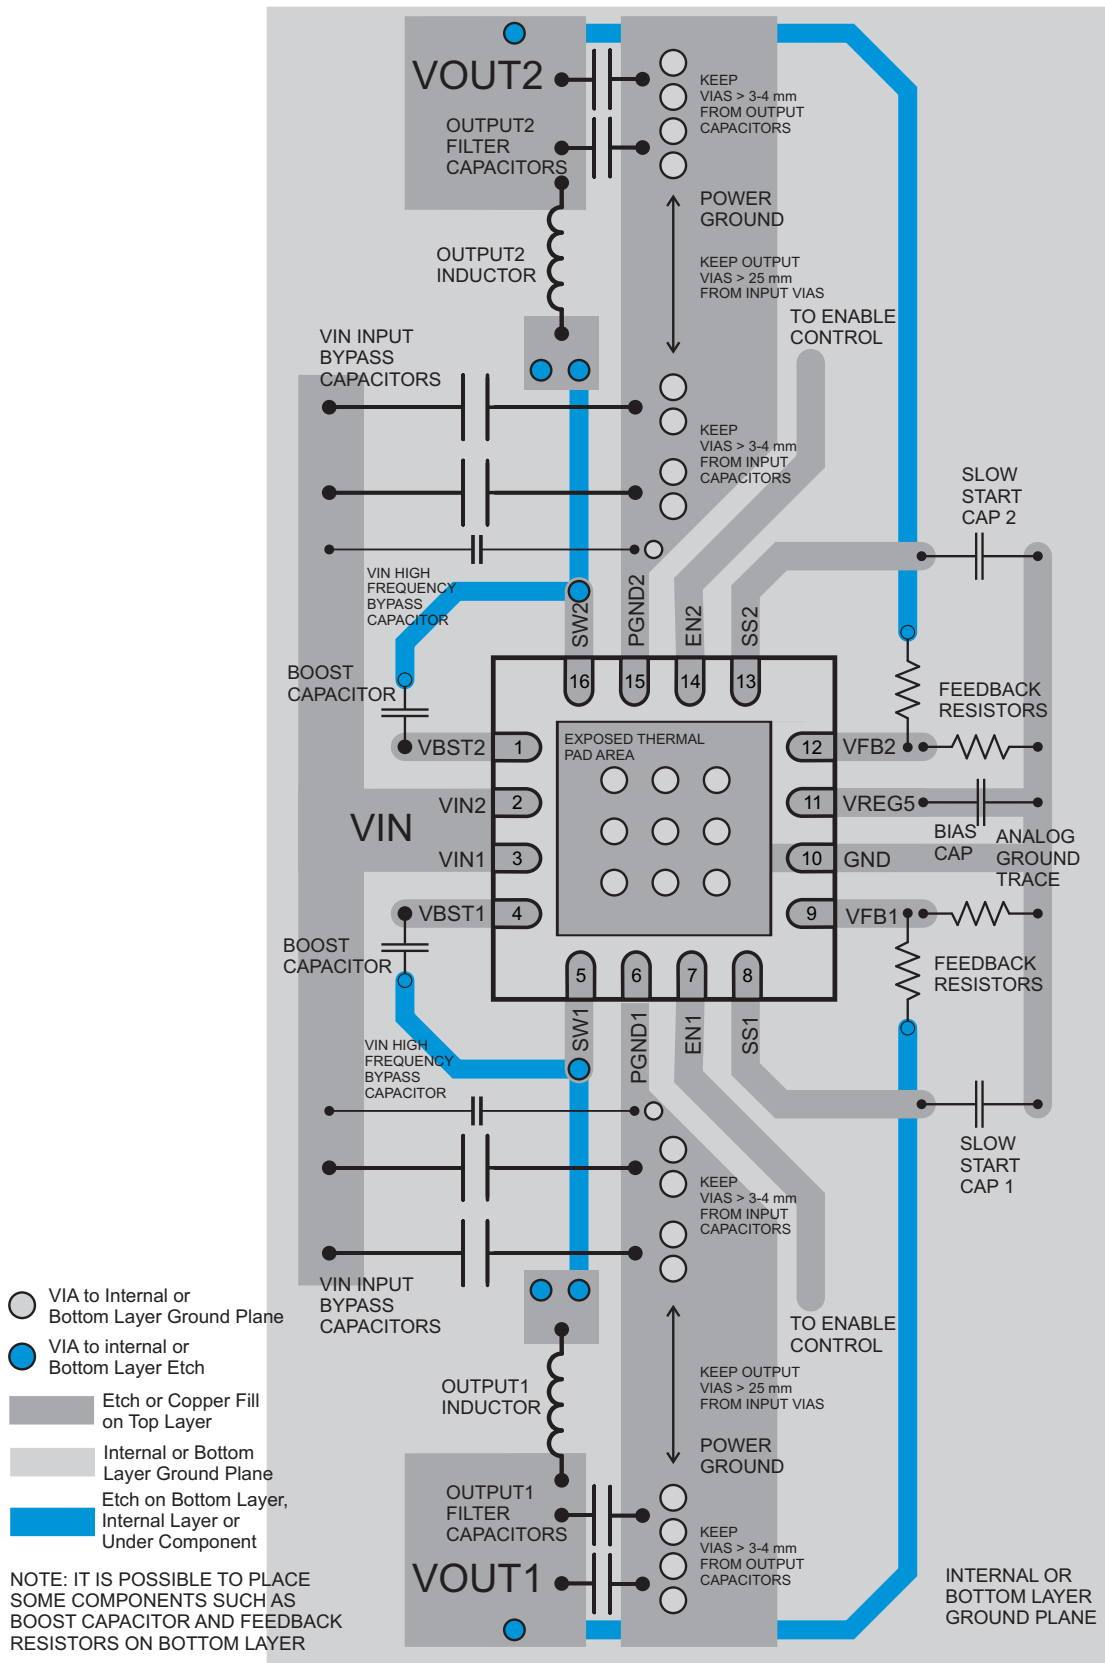 VOUT2
KEEP
VIAS > 3-4 mm
FROM OUTPUT
CAPACITORS
OUTPUT2
FILTER
CAPACITORS
POWER
GROUND
OUTPUT2
INDUCTOR
KEEP OUTPUT
VIAS > 25 mm
FROM INPUT VIAS
TO ENABLE
CONTROL
VIN INPUT
BYPASS
CAPACITORS
KEEP
VIAS > 3-4 mm
FROM INPUT
CAPACITORS
SLOW
START
CAP 2
VIN HIGH
FREQUENCY
BYPASS
CAPACITOR
SW2
PGND2
EN2
SS2
BOOST
CAPACITOR
16
15
14
13
FEEDBACK
RESISTORS
VBST2
1
EXPOSED THERMAL
PAD AREA
12
VFB2
VIN2
2
11
VREG5
VIN
BIAS
CAP
ANALOG
GROUND
TRACE
VIN1
3
10
GND
VBST1
4
9
VFB1
BOOST
CAPACITOR
5
6
7
8
FEEDBACK
RESISTORS
SW1
PGND1
EN1
SS1
VIN HIGH
FREQUENCY
BYPASS
CAPACITOR
SLOW
START
CAP 1
KEEP
VIAS > 3-4 mm
FROM INPUT
CAPACITORS
VIN INPUT
BYPASS
CAPACITORS
TO ENABLE
CONTROL
KEEP OUTPUT
VIAS > 25 mm
FROM INPUT VIAS
OUTPUT1
INDUCTOR
POWER
GROUND
OUTPUT1
FILTER
CAPACITORS
KEEP
VIAS > 3-4 mm
FROM OUTPUT
CAPACITORS
VOUT1
INTERNAL OR
BOTTOM LAYER
GROUND PLANE
VIA to Internal or
Bottom Layer Ground Plane
VIA to internal or
Bottom Layer Etch
Etch or Copper Fill
on Top Layer
Internal or Bottom
Layer Ground Plane
Etch on Bottom Layer,
Internal Layer or
Under Component
NOTE: IT IS POSSIBLE TO PLACE
SOME COMPONENTS SUCH AS
BOOST CAPACITOR AND FEEDBACK
RESISTORS ON BOTTOM LAYER